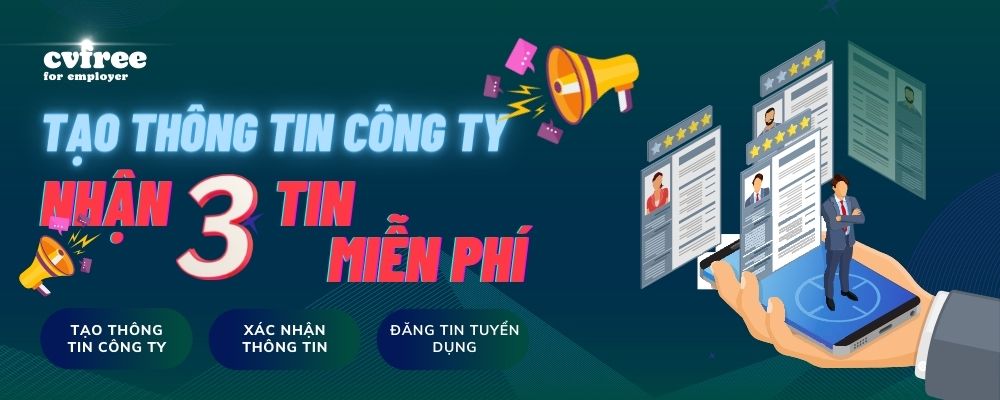 cvfree
for employer
TẠO THÔNG TIN CÔNG TY
NHẬN 3 TIN
MIỄN PHÍ
TẠO THÔNG
TIN CÔNG TY
XÁC NHẬN
THÔNG TIN
ĐĂNG TIN TUYỂN
DỤNG